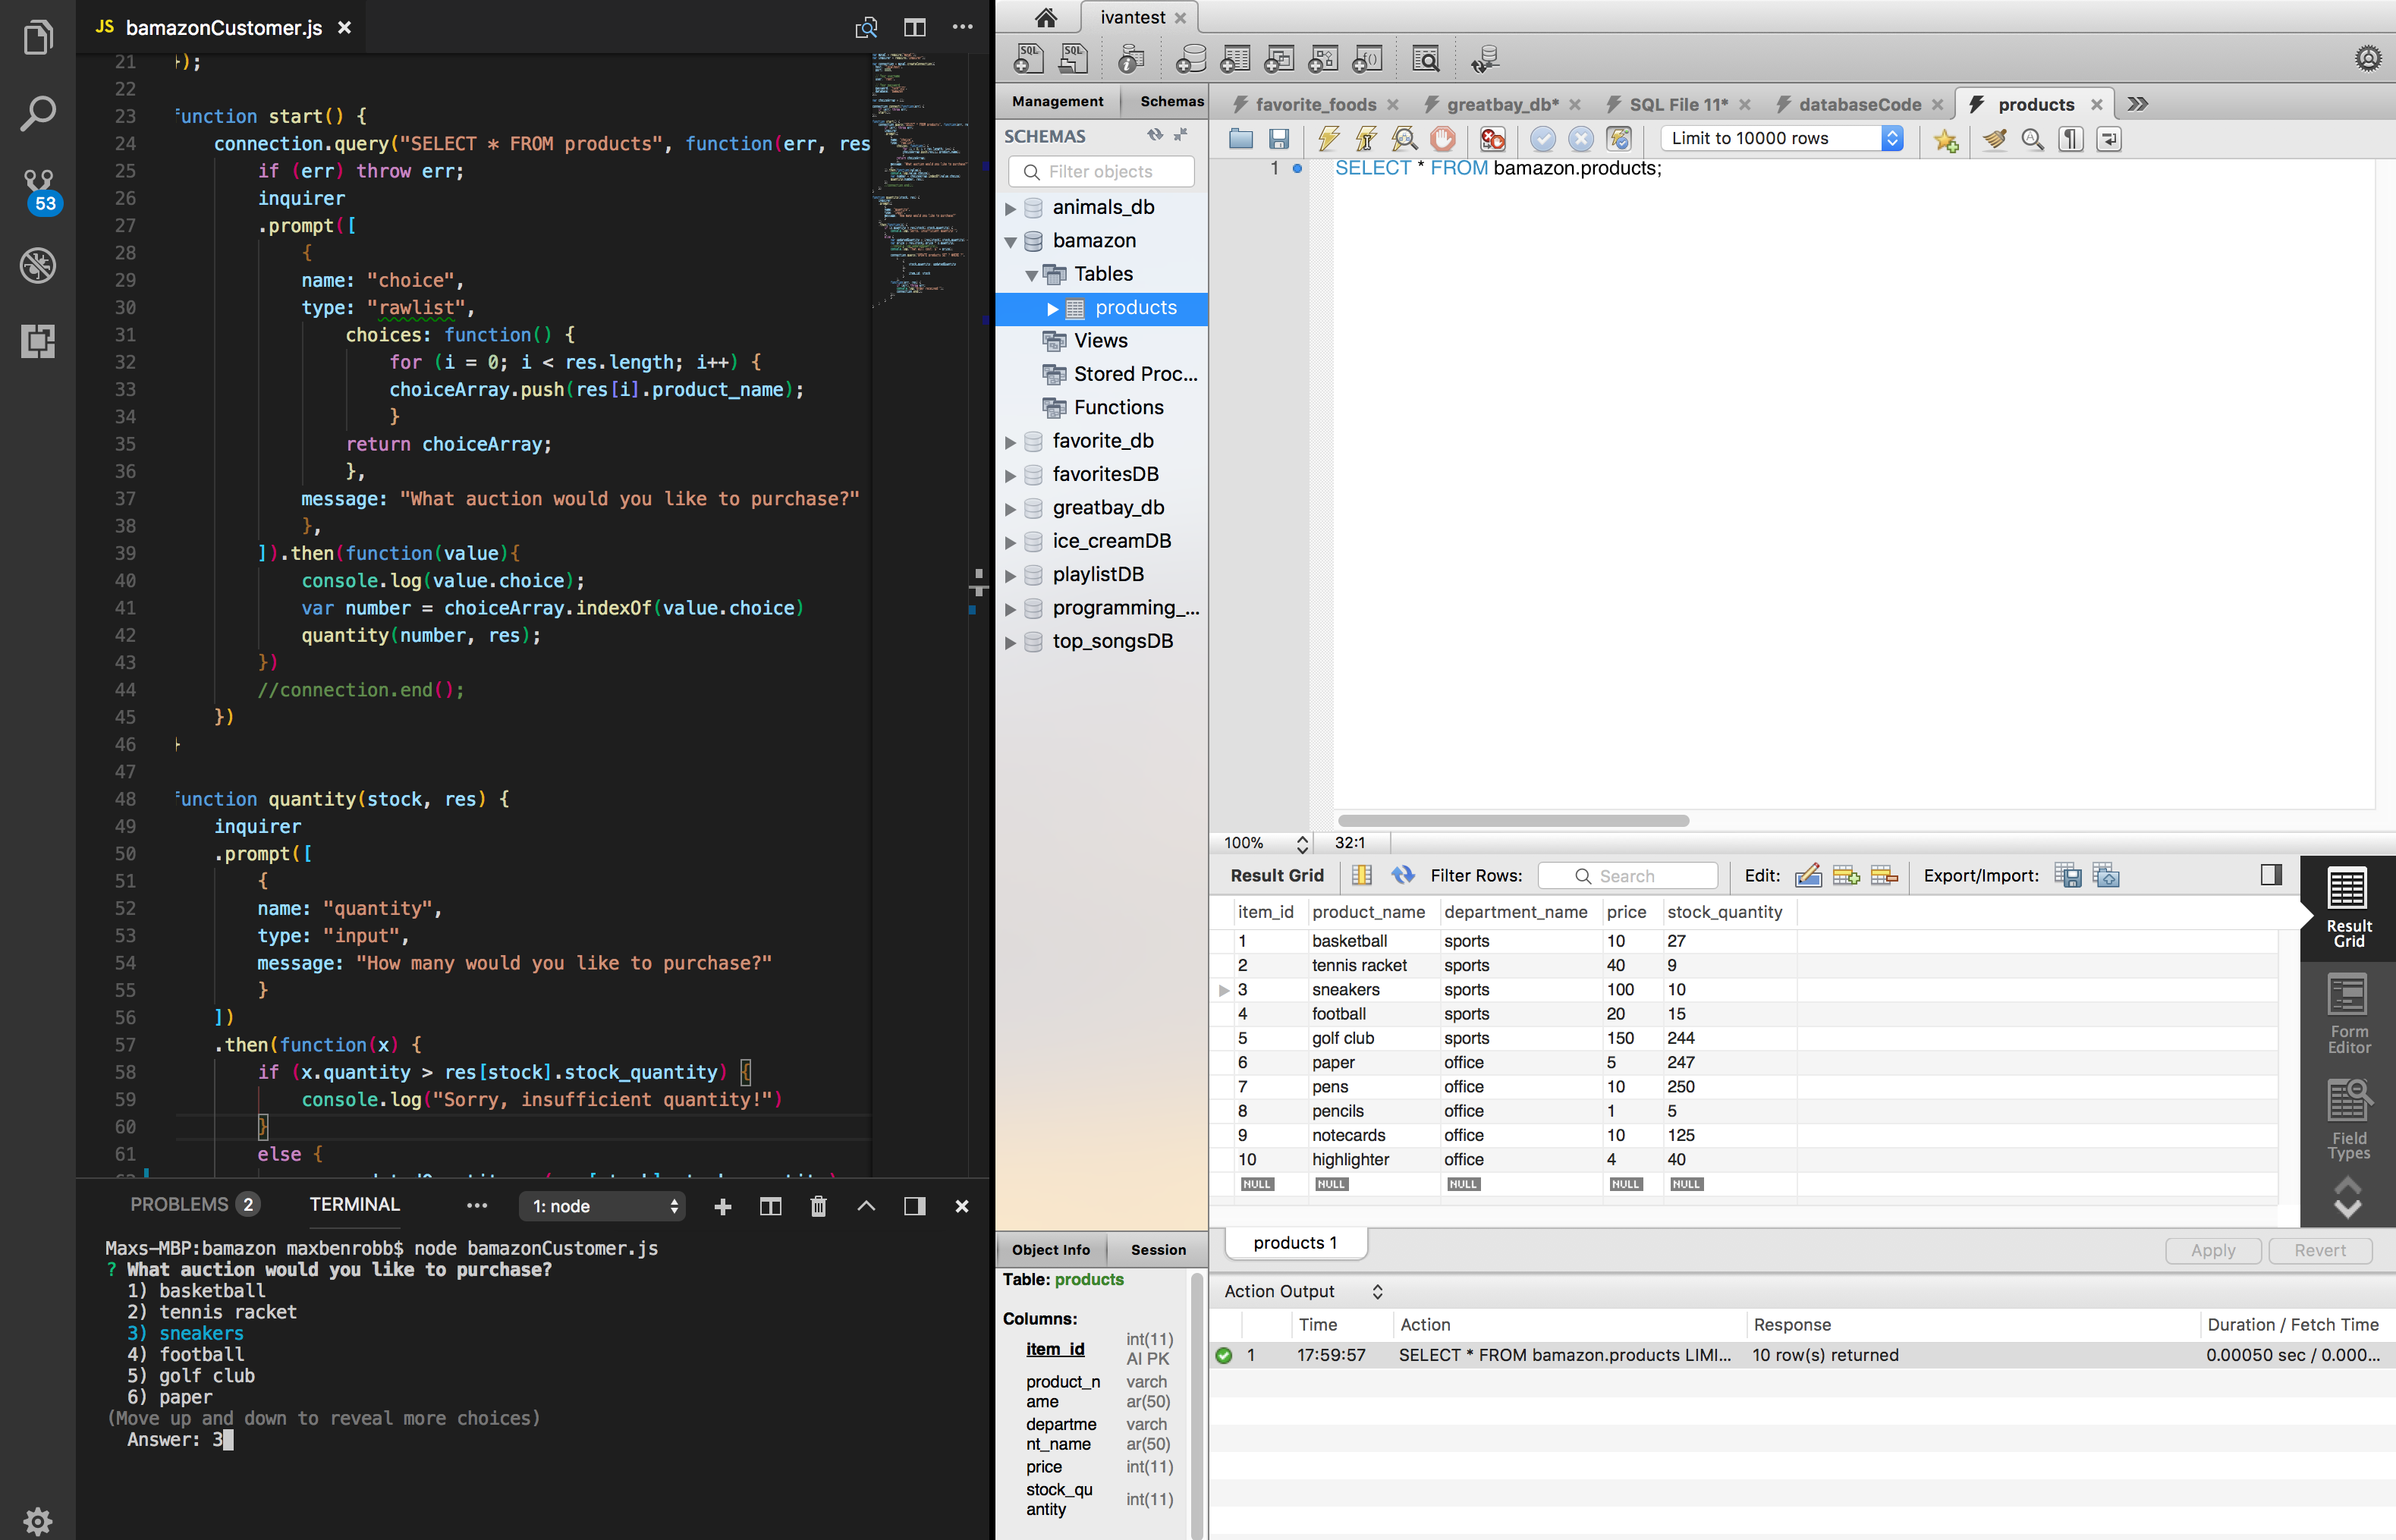 JS bamazonCustomer.js
53
21 });
22
23 function start() {
24 connection.query("SELECT * FROM products", function(err, res
25 if (err) throw err;
26 inquirer
27 .prompt([
28 {
29 name: "choice",
30 type: "rawlist",
31 choices: function() {
32 for (i = 0; i < res.length; i++) {
33 choiceArray.push(res[i].product_name);
34 }
35 return choiceArray;
36 },
37 message: "What auction would you like to purchase?"
38 },
39 ]).then(function(value){
40 console.log(value.choice);
41 var number = choiceArray.indexOf(value.choice)
42 quantity(number, res);
43 })
44 //connection.end();
45 })
46 }
47
48 function quantity(stock, res) {
49 inquirer
50 .prompt([
51 {
52 name: "quantity",
53 type: "input",
54 message: "How many would you like to purchase?"
55 }
56 ])
57 .then(function(x) {
58 if (x.quantity > res[stock].stock_quantity) {
59 console.log("Sorry, insufficient quantity!")
60 }
61 else {
PROBLEMS 2 TERMINAL ••• 1: node
Maxs-MBP:bamazon maxbenrobb$ node bamazonCustomer.js
? What auction would you like to purchase?
1) basketball
2) tennis racket
3) sneakers
4) football
5) golf club
6) paper
(Move up and down to reveal more choices)
Answer: 3
ivantest
Management Schemas
SCHEMAS
Filter objects
animals_db
bamazon
Tables
products
Views
Stored Proc...
Functions
favorite_db
favoritesDB
greatbay_db
ice_creamDB
playlistDB
programming_...
top_songsDB
Object Info Session
Table: products
Columns:
item_id int(11)
AI PK
product_n varch
ame ar(50)
departme varch
nt_name ar(50)
price int(11)
stock_qu
antity int(11)
favorite_foods greatbay_db* SQL File 11* databaseCode products
Limit to 10000 rows
1 SELECT * FROM bamazon.products;
100% 32:1
Result Grid Filter Rows: Search Edit: Export/Import:
item_id product_name department_name price stock_quantity
1 basketball sports 10 27
2 tennis racket sports 40 9
3 sneakers sports 100 10
4 football sports 20 15
5 golf club sports 150 244
6 paper office 5 247
7 pens office 10 250
8 pencils office 1 5
9 notecards office 10 125
10 highlighter office 4 40
NULL NULL NULL NULL NULL
Result
Grid
Form
Editor
Field
Types
products 1 Apply Revert
Action Output
Time Action Response Duration / Fetch Time
1 17:59:57 SELECT * FROM bamazon.products LIMI... 10 row(s) returned 0.00050 sec / 0.000...